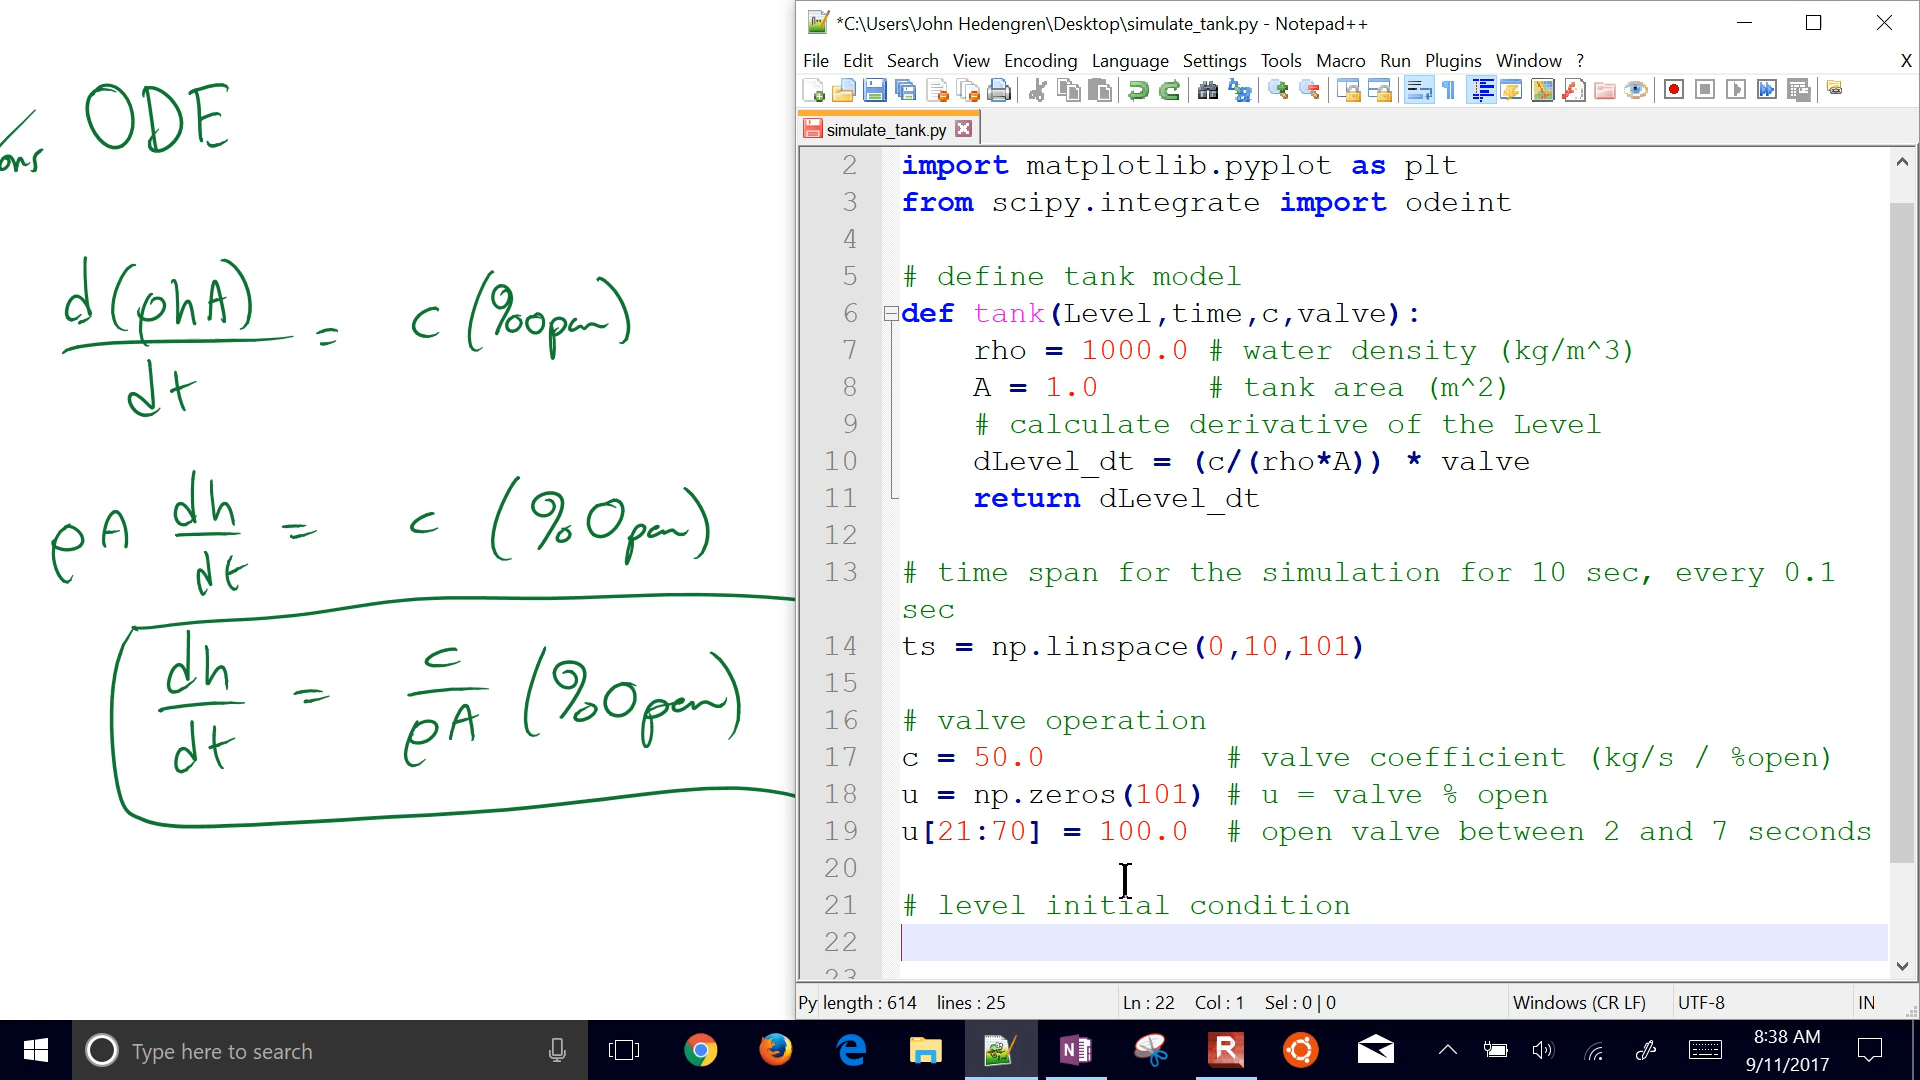 ons
ODE
d(ρhA)
dt
= c (%open)
ρA dh
dt
= c (%Open)
dh
dt
= c
ρA
(%Open)
*C:\Users\John Hedengren\Desktop\simulate_tank.py - Notepad++
File Edit Search View Encoding Language Settings Tools Macro Run Plugins Window ? X
simulate_tank.py
2 import matplotlib.pyplot as plt
3 from scipy.integrate import odeint
4
5 # define tank model
6 def tank(Level,time,c,valve):
7 rho = 1000.0 # water density (kg/m^3)
8 A = 1.0 # tank area (m^2)
9 # calculate derivative of the Level
10 dLevel_dt = (c/(rho*A)) * valve
11 return dLevel_dt
12
13 # time span for the simulation for 10 sec, every 0.1
sec
14 ts = np.linspace(0,10,101)
15
16 # valve operation
17 c = 50.0 # valve coefficient (kg/s / %open)
18 u = np.zeros(101) # u = valve % open
19 u[21:70] = 100.0 # open valve between 2 and 7 seconds
20
21 # level initial condition
22
23
Py length : 614 lines : 25 Ln : 22 Col : 1 Sel : 0 | 0 Windows (CR LF) UTF-8 IN
Type here to search
8:38 AM
9/11/2017